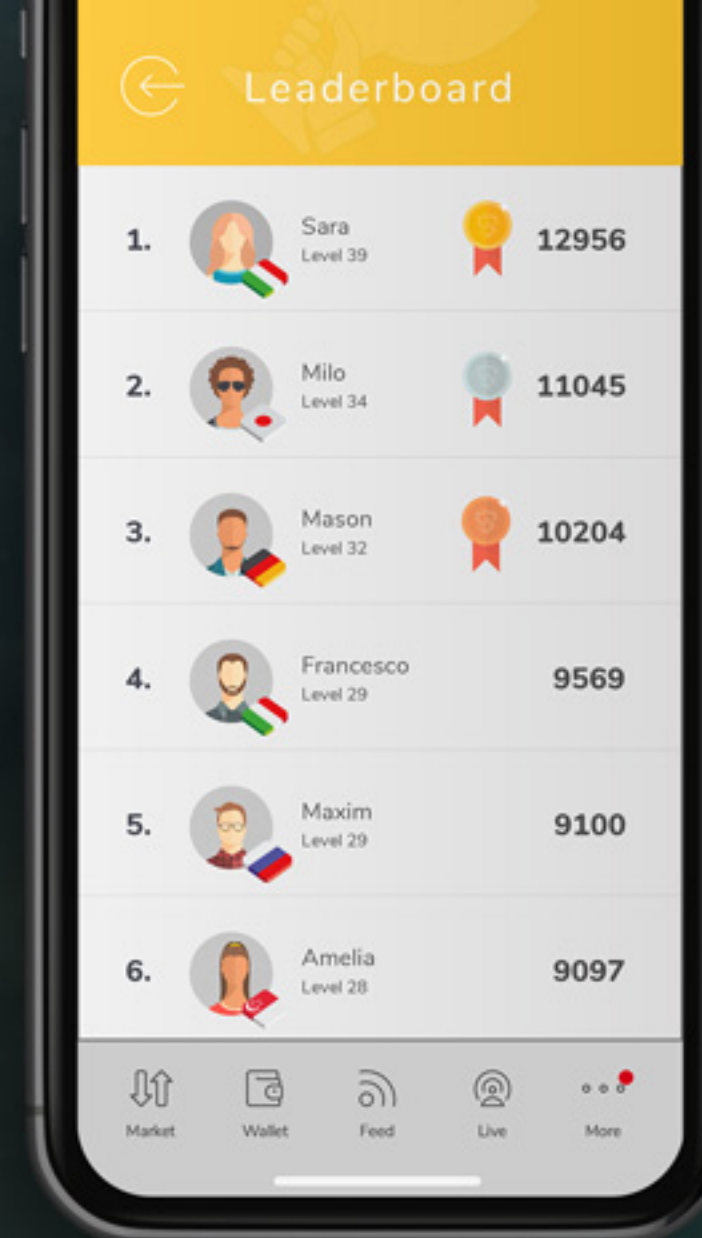 Leaderboard
1.
Sara
Level 39
12956
2.
Milo
Level 34
11045
3.
Mason
Level 32
10204
4.
Francesco
Level 29
9569
5.
Maxim
Level 29
9100
6.
Amelia
Level 28
9097
Market Wallet Feed Live More